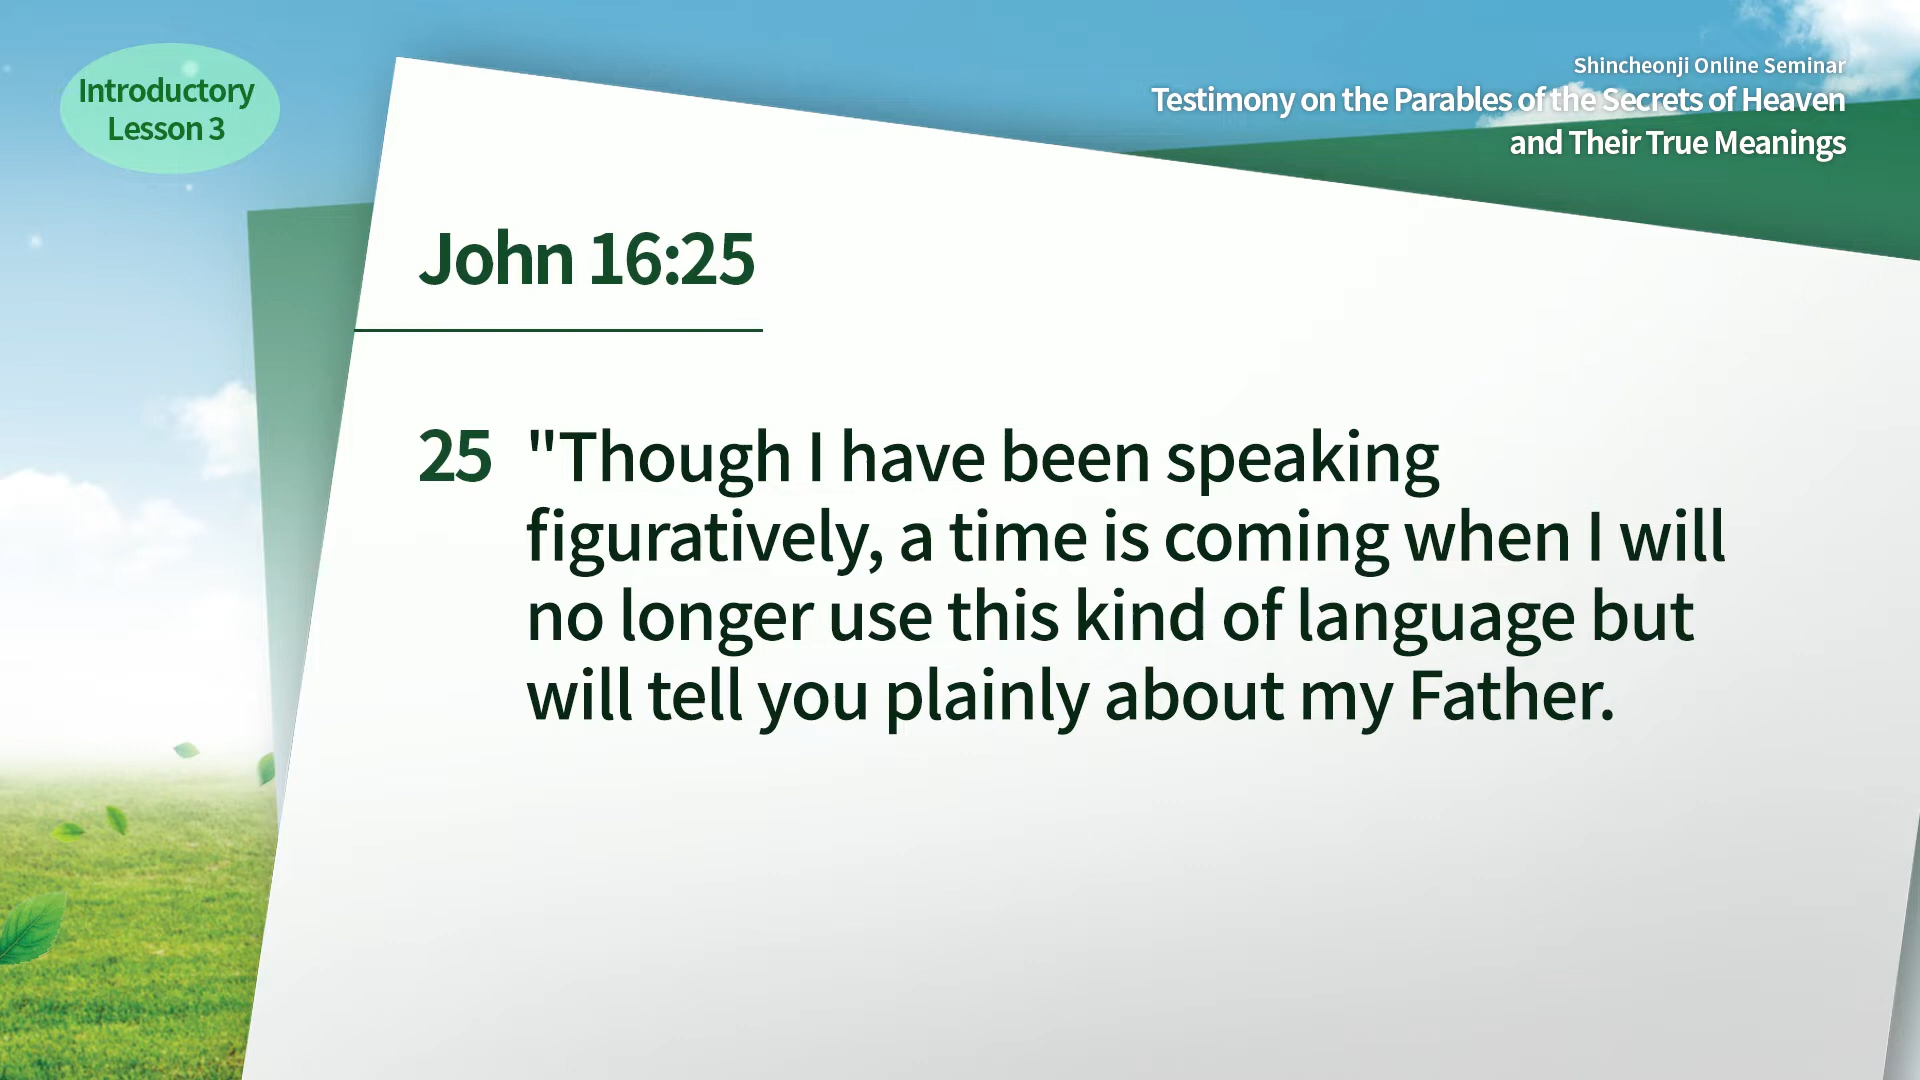 Introductory
Lesson 3
Shincheonji Online Seminar
Testimony on the Parables of the Secrets of Heaven
and Their True Meanings
John 16:25
25 "Though I have been speaking
figuratively, a time is coming when I will
no longer use this kind of language but
will tell you plainly about my Father.